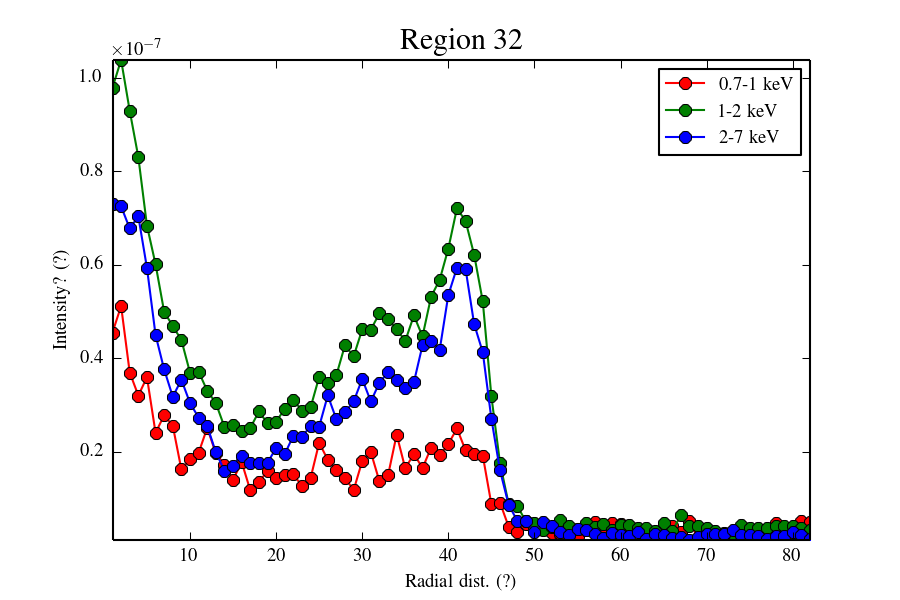 Region 32
×10⁻⁷
1.0
0.8
0.6
0.4
0.2
Intensity? (?)
0.7-1 keV
1-2 keV
2-7 keV
10 20 30 40 50 60 70 80
Radial dist. (?)